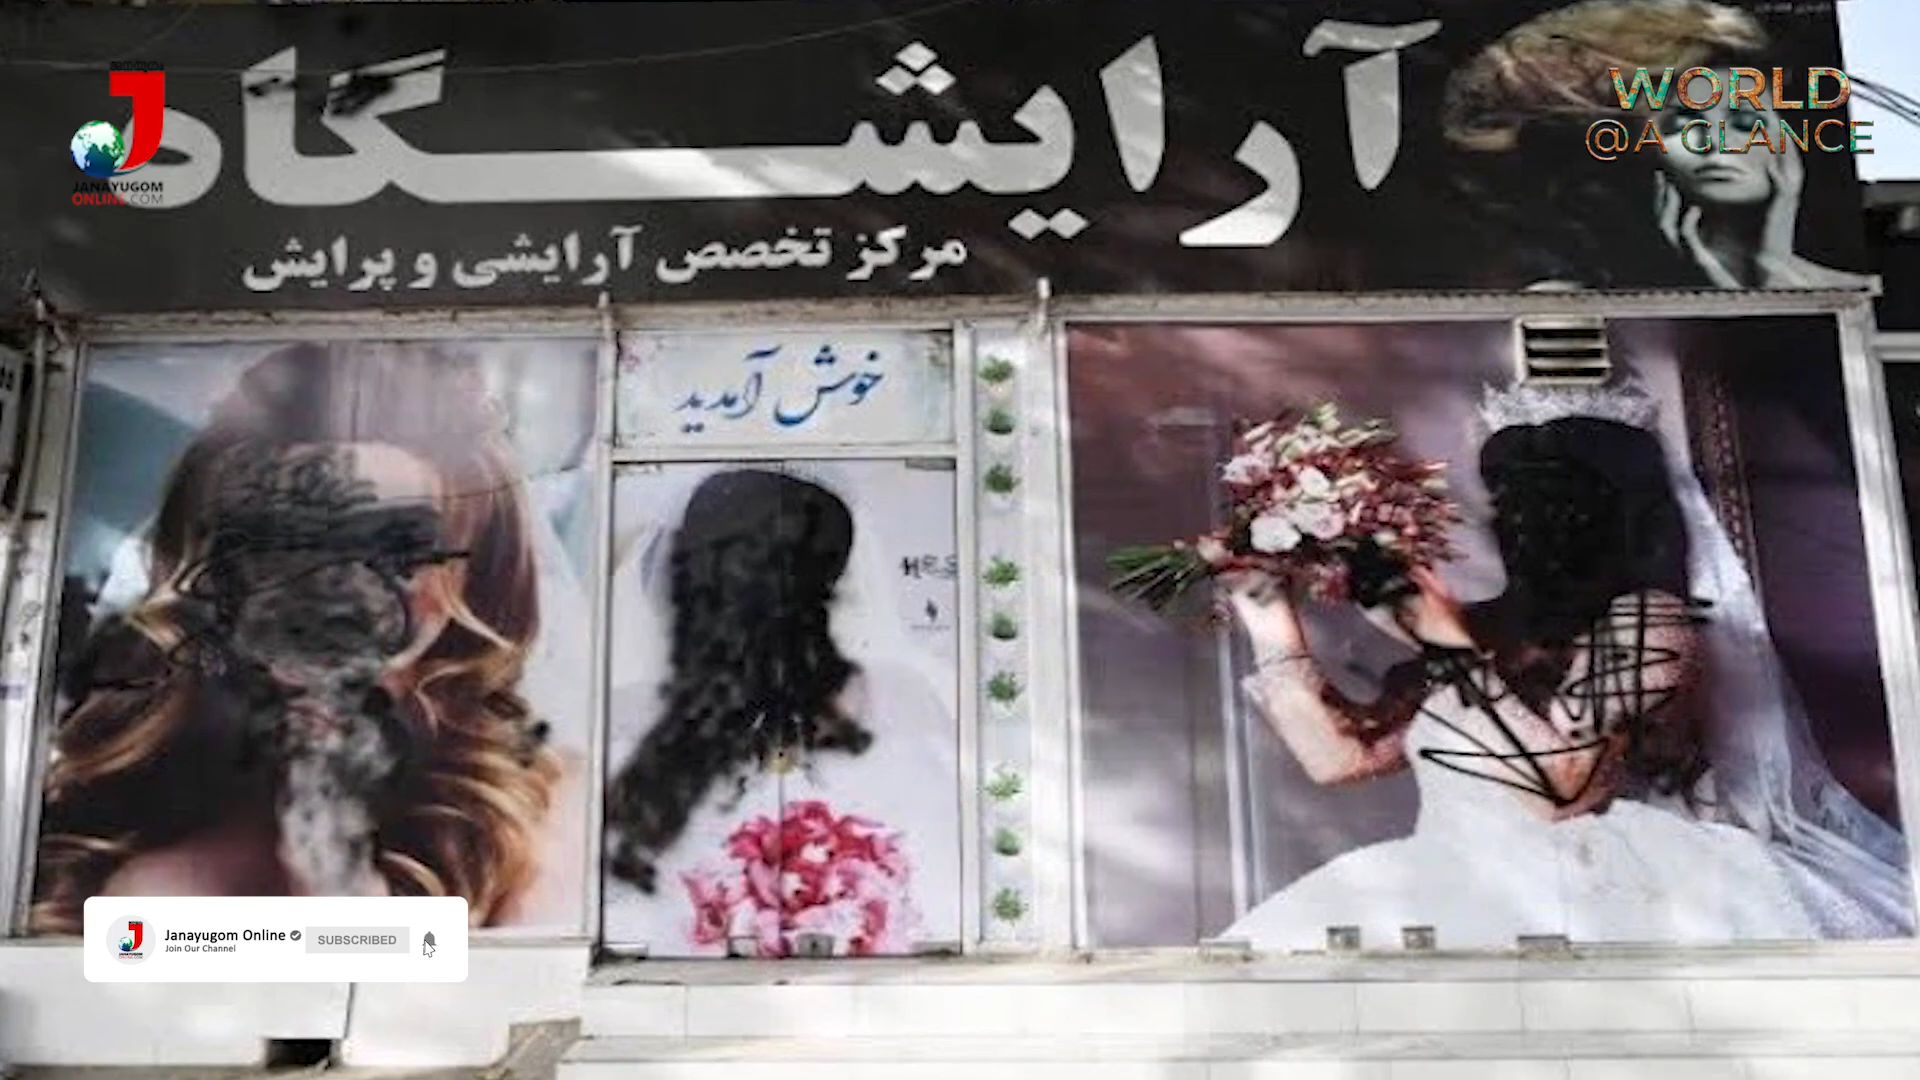 آرایشگاه
مرکز تخصص آرایشی و پرایش
خوش آمدید
JANAYUGOM
ONLINE.COM
WORLD
@A GLANCE
Janayugom Online
Join Our Channel
SUBSCRIBED